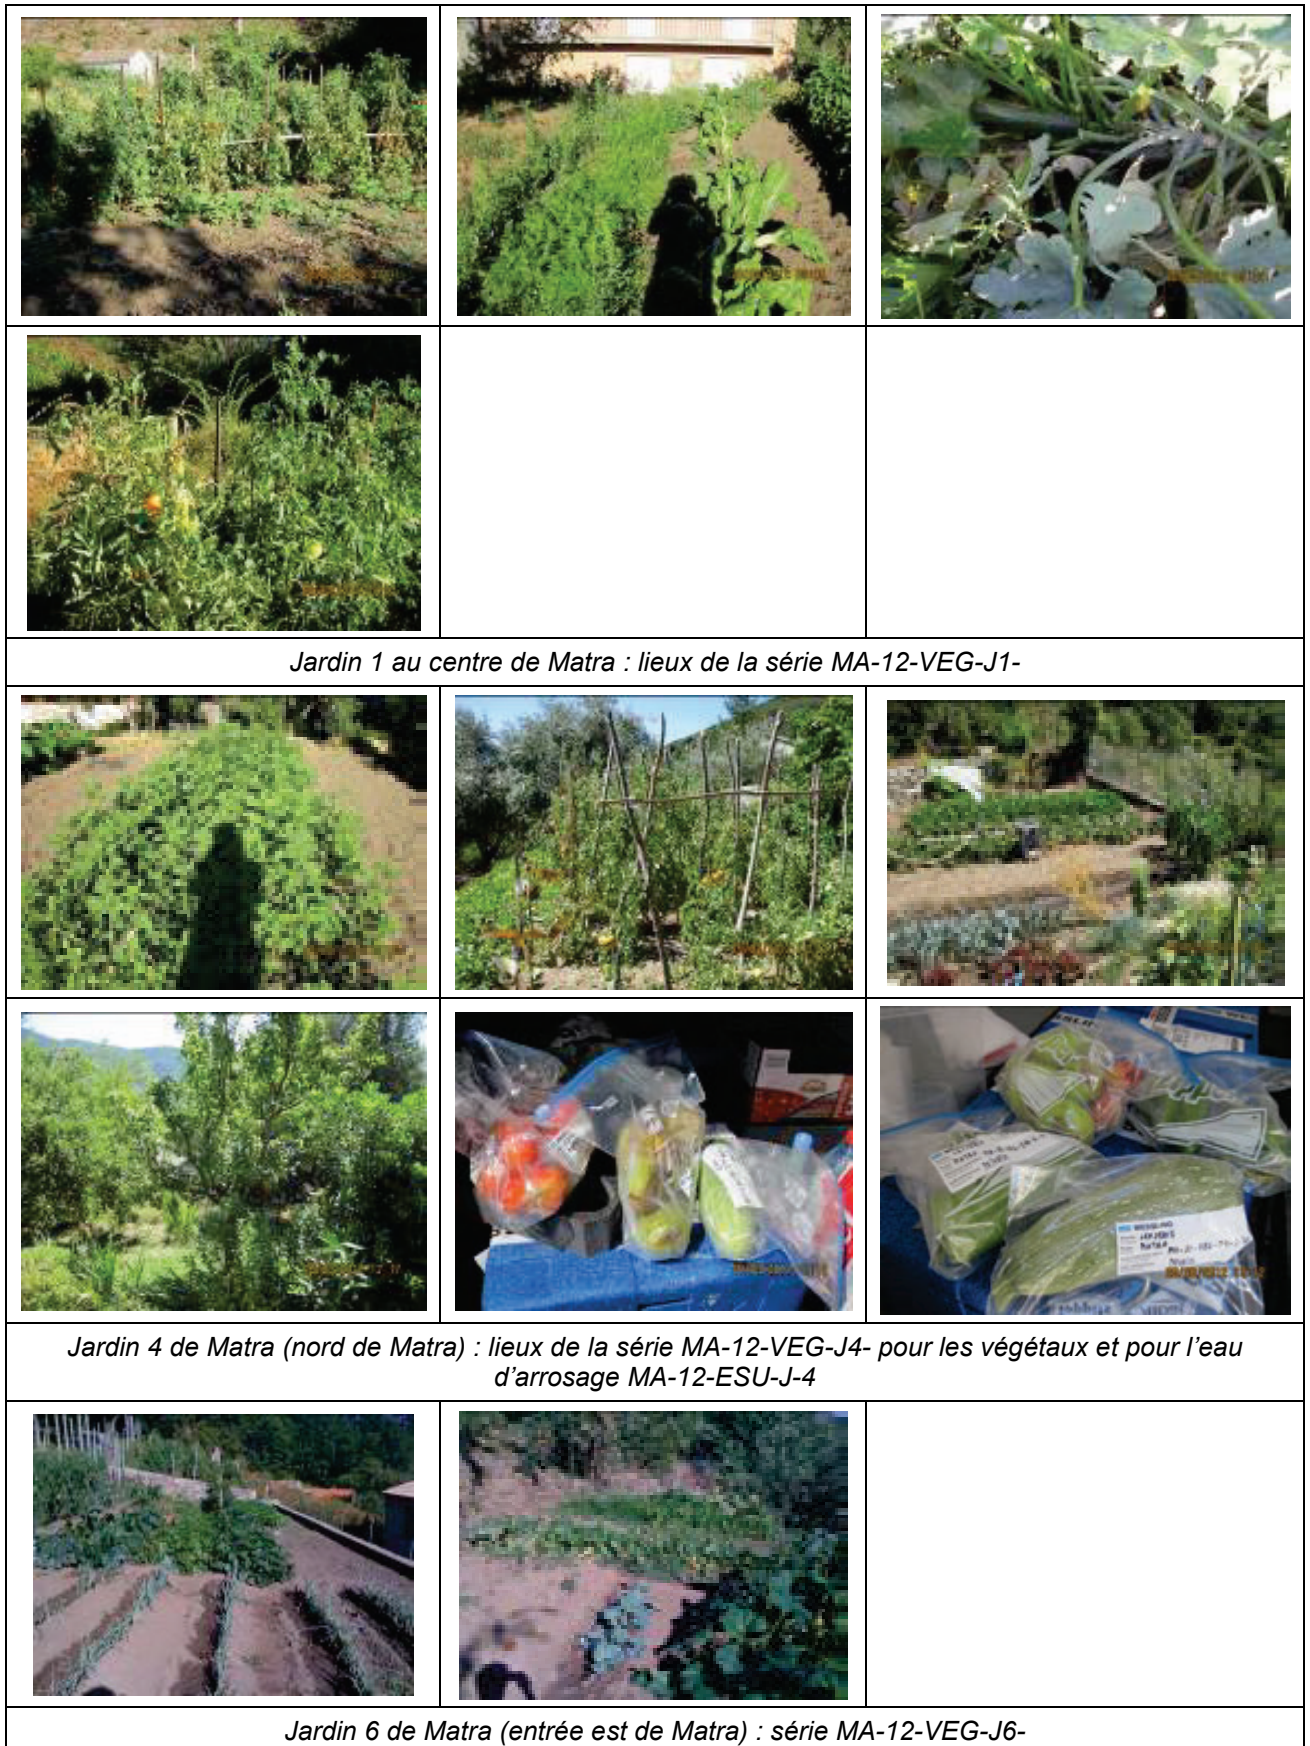 Jardin 1 au centre de Matra : lieux de la série MA-12-VEG-J1-
Jardin 4 de Matra (nord de Matra) : lieux de la série MA-12-VEG-J4- pour les végétaux et pour l’eau
d’arrosage MA-12-ESU-J-4
WESSLING
Jardin 6 de Matra (entrée est de Matra) : série MA-12-VEG-J6-